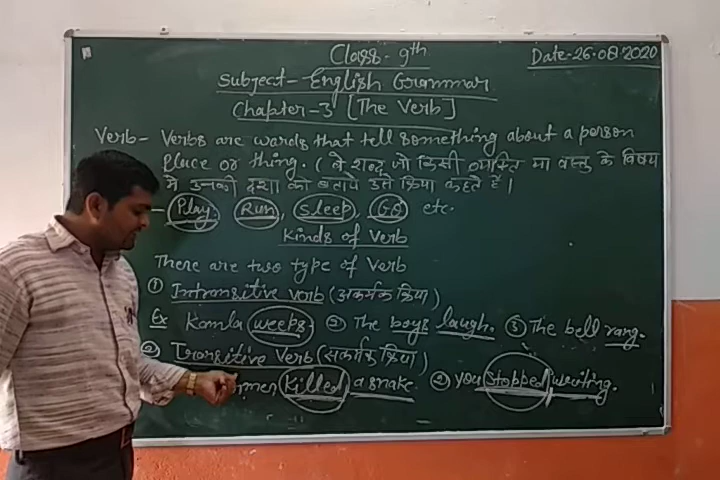 Class - 9th
Date-26-08-2020
Subject - English Grammar
Chapter-3 [The Verb]
Verb - Verbs are words that tell something about a person
place or thing. (वे शब्द जो किसी व्यक्ति या वस्तु के विषय
में उनकी दशा को बताये उसे क्रिया कहते हैं।
- Play, Run, Sleep, GO etc.
Kinds of Verb
There are two type of Verb
① Intransitive verb (अकर्मक क्रिया)
Ex Kamla weeps. ② The boys laugh. ③ The bell rang.
② Transitive Verb (सकर्मक क्रिया)
men Killed a snake. ② you Stopped writing.